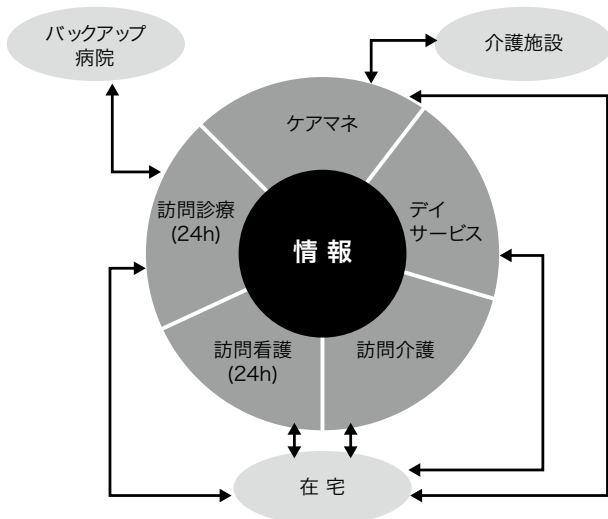 バックアップ
病院
介護施設
ケアマネ
訪問診療
(24h)
デイ
サービス
情報
訪問看護
(24h)
訪問介護
在宅